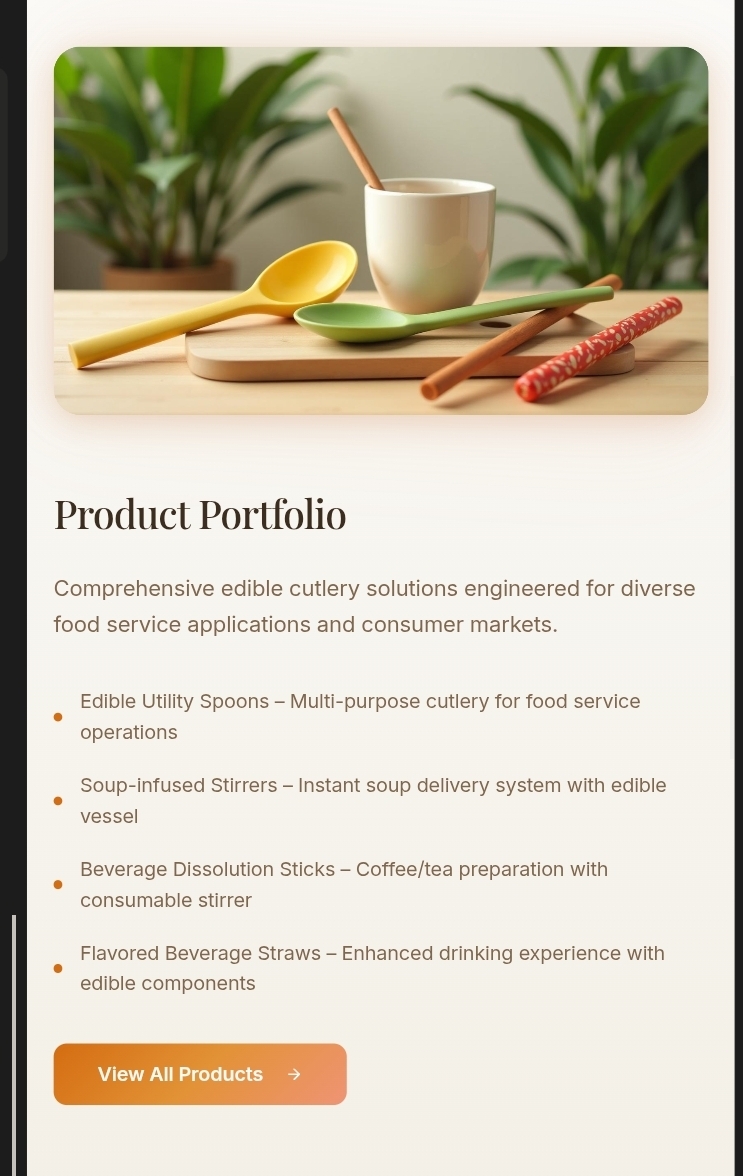 Product Portfolio
Comprehensive edible cutlery solutions engineered for diverse
food service applications and consumer markets.
Edible Utility Spoons – Multi-purpose cutlery for food service
operations
Soup-infused Stirrers – Instant soup delivery system with edible
vessel
Beverage Dissolution Sticks – Coffee/tea preparation with
consumable stirrer
Flavored Beverage Straws – Enhanced drinking experience with
edible components
View All Products →